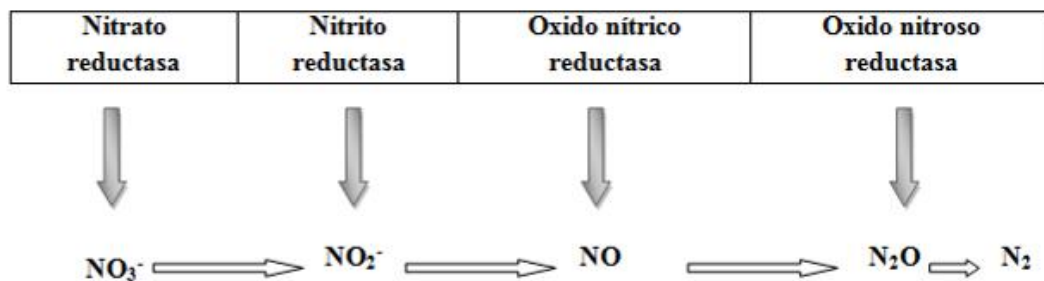 Nitrato reductasa
Nitrito reductasa
Oxido nítrico reductasa
Oxido nitroso reductasa
NO₃⁻ NO₂⁻ NO N₂O N₂